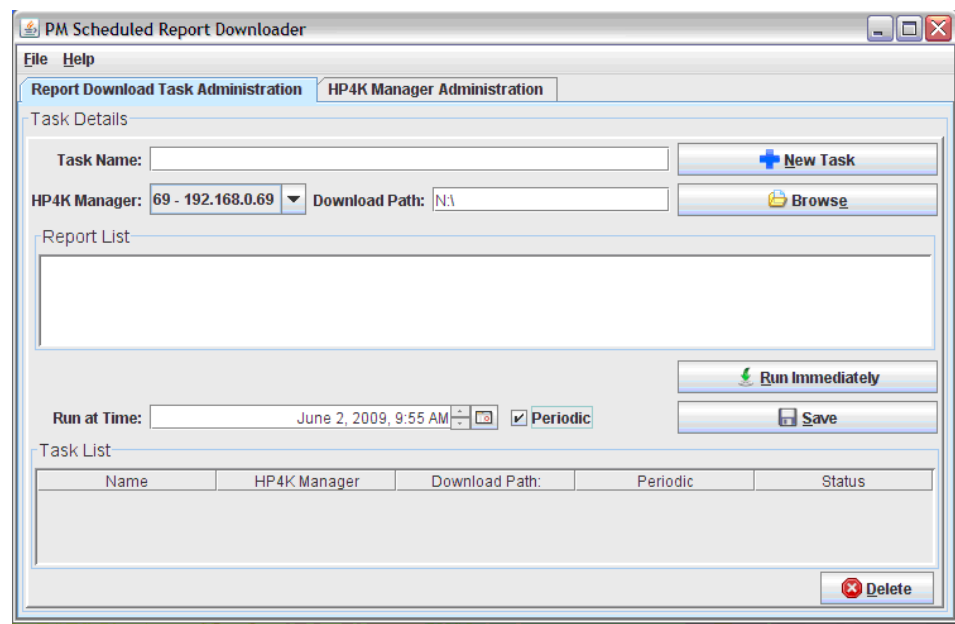 PM Scheduled Report Downloader
File Help
Report Download Task Administration HP4K Manager Administration
Task Details
Task Name: New Task
HP4K Manager: 69 - 192.168.0.69 Download Path: N:\ Browse
Report List
Run Immediately
Run at Time: June 2, 2009, 9:55 AM Periodic Save
Task List
Name HP4K Manager Download Path: Periodic Status
Delete